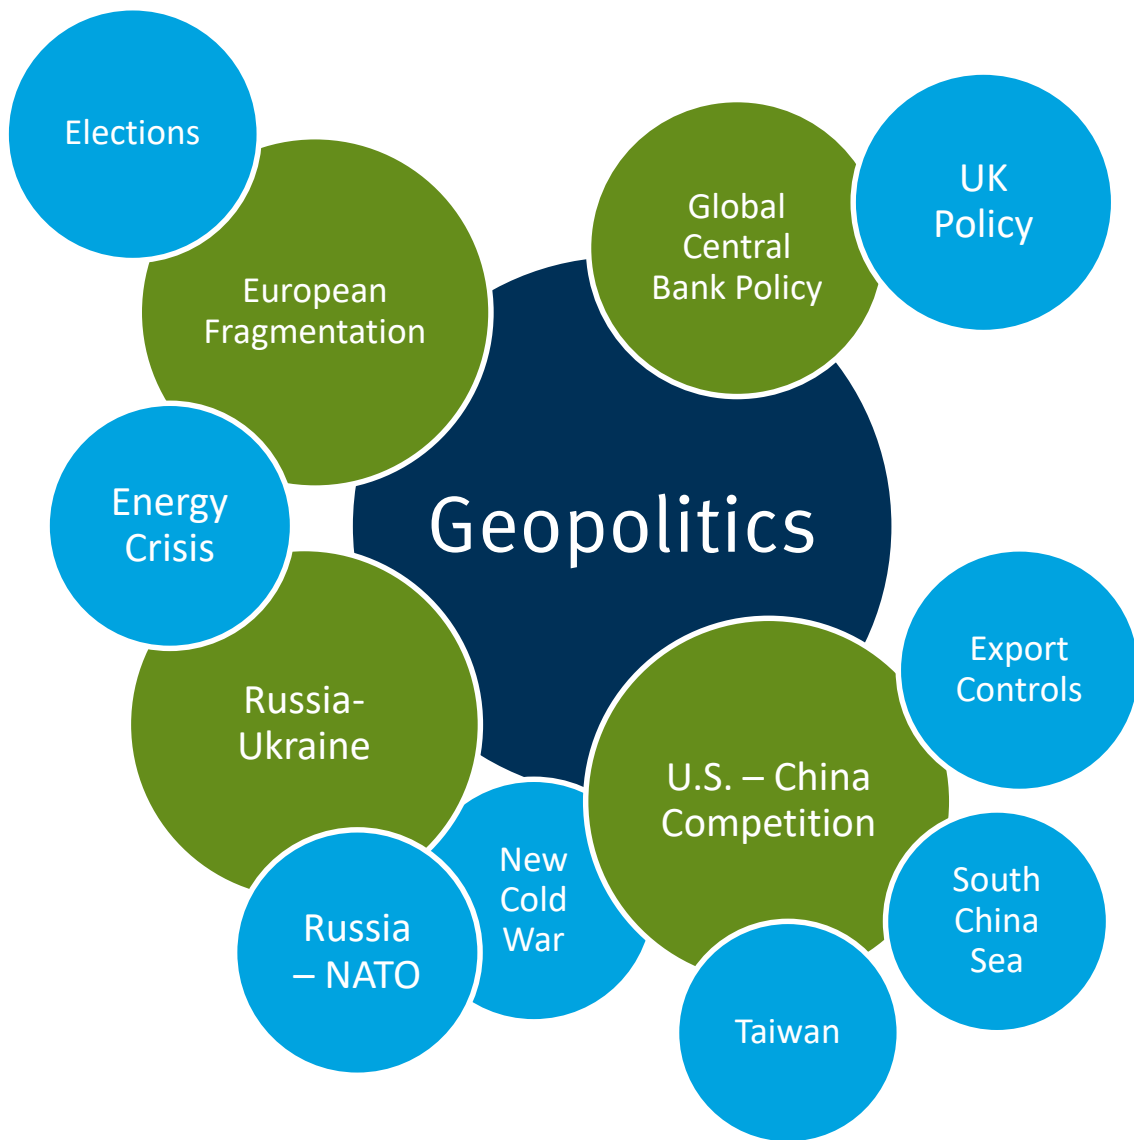 Elections
European
Fragmentation
Global
Central
Bank Policy
UK
Policy
Energy
Crisis
Geopolitics
Russia-
Ukraine
U.S. – China
Competition
Export
Controls
New
Cold
War
Russia
– NATO
South
China
Sea
Taiwan